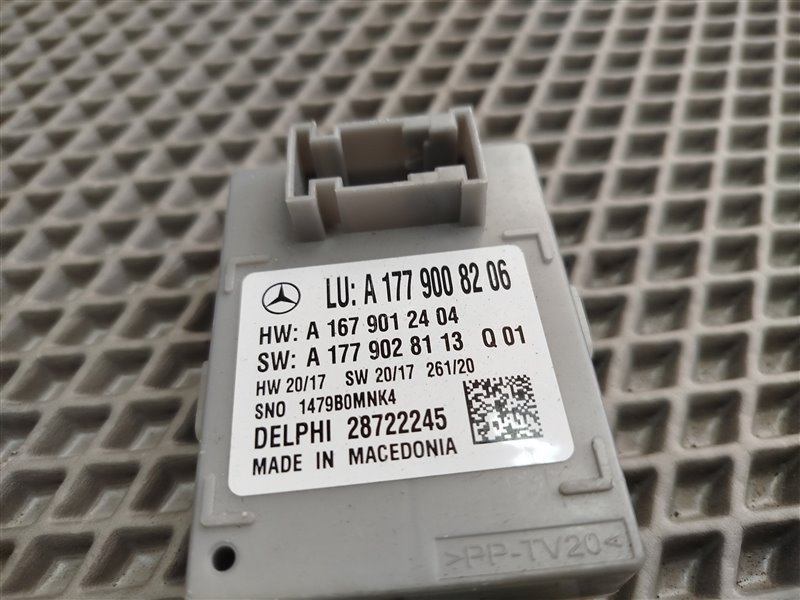 LU: A 177 900 82 06
HW: A 167 901 24 04
SW: A 177 902 81 13 Q 01
HW 20/17 SW 20/17 261/20
SNO 1479B0MNK4
DELPHI 28722245
MADE IN MACEDONIA
>PP-TV20<